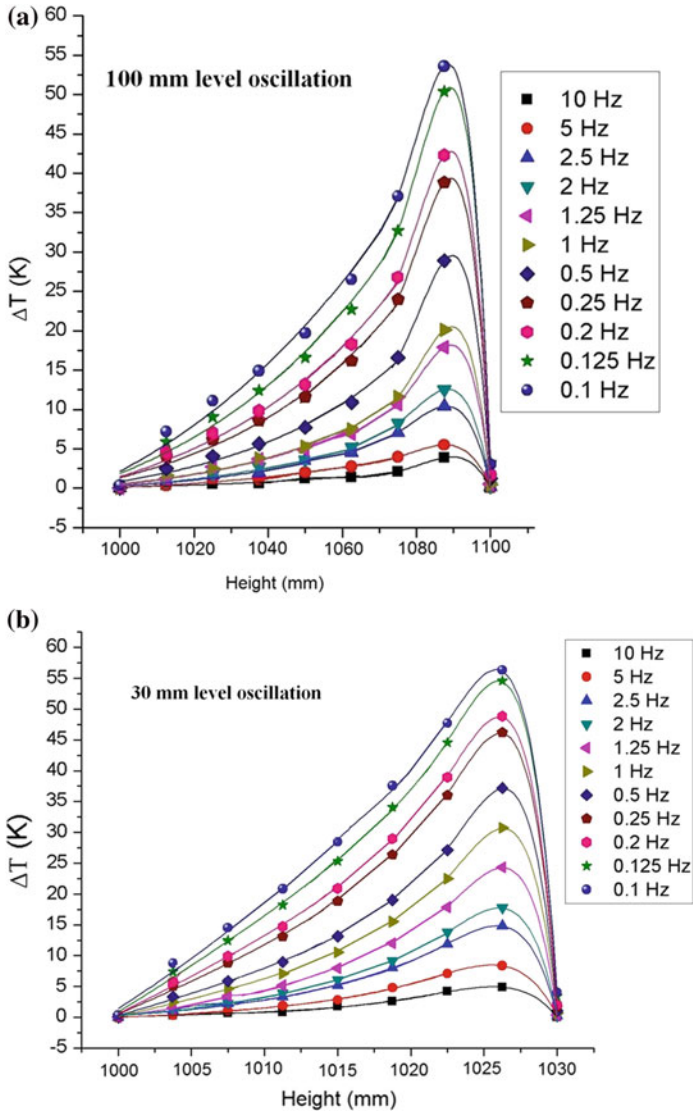 (a)
60
55
50
45
40
35
30
25
20
15
10
5
0
-5
ΔT (K)
100 mm level oscillation
10 Hz
5 Hz
2.5 Hz
2 Hz
1.25 Hz
1 Hz
0.5 Hz
0.25 Hz
0.2 Hz
0.125 Hz
0.1 Hz
1000 1020 1040 1060 1080 1100
Height (mm)
(b)
60
55
50
45
40
35
30
25
20
15
10
5
0
-5
ΔT (K)
30 mm level oscillation
10 Hz
5 Hz
2.5 Hz
2 Hz
1.25 Hz
1 Hz
0.5 Hz
0.25 Hz
0.2 Hz
0.125 Hz
0.1 Hz
1000 1005 1010 1015 1020 1025 1030
Height (mm)